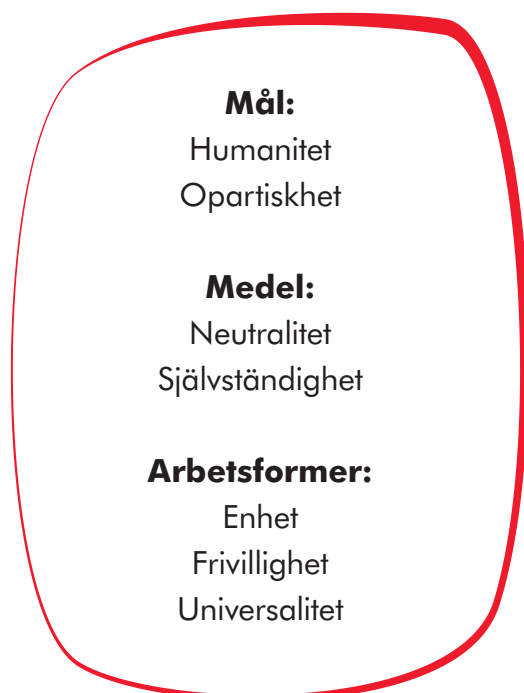 Mål:
Humanitet
Opartiskhet
Medel:
Neutralitet
Självständighet
Arbetsformer:
Enhet
Frivillighet
Universalitet